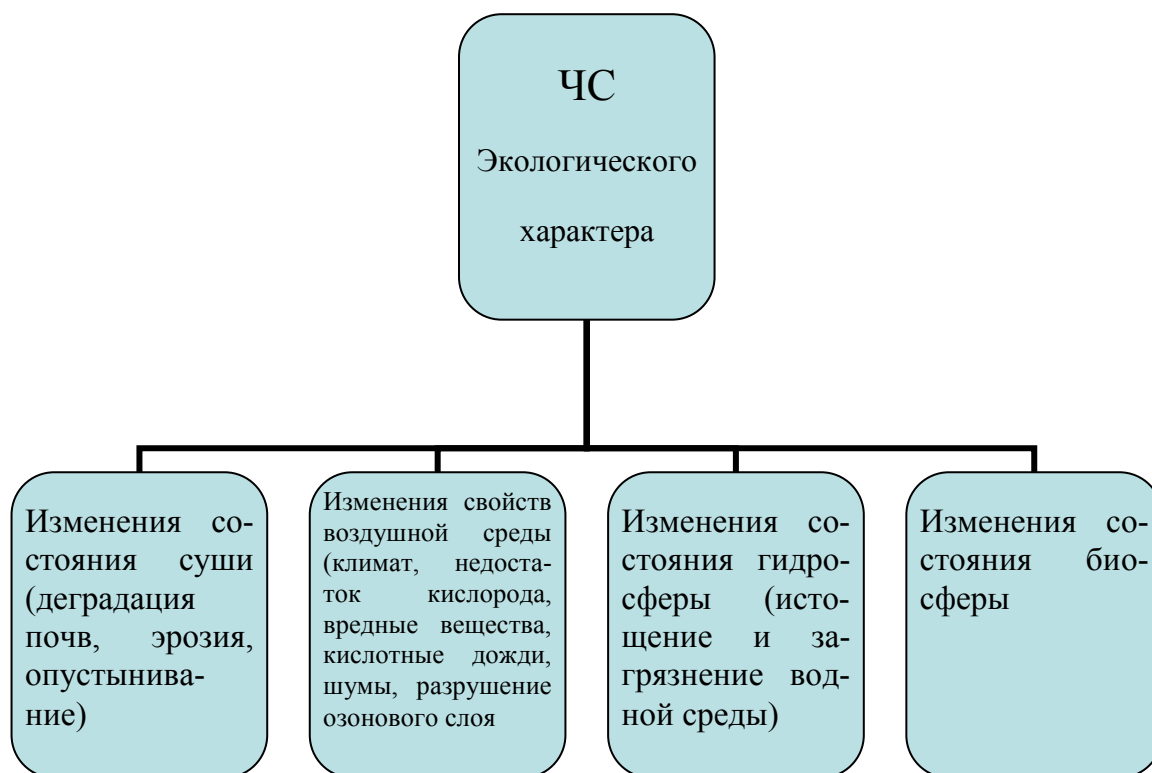 ЧС
Экологического
характера
Изменения со-
стояния суши
(деградация
почв, эрозия,
опустынива-
ние)
Изменения свойств
воздушной среды
(климат, недоста-
ток кислорода,
вредные вещества,
кислотные дожди,
шумы, разрушение
озонового слоя
Изменения со-
стояния гидро-
сферы (исто-
щение и за-
грязнение вод-
ной среды)
Изменения со-
стояния био-
сферы